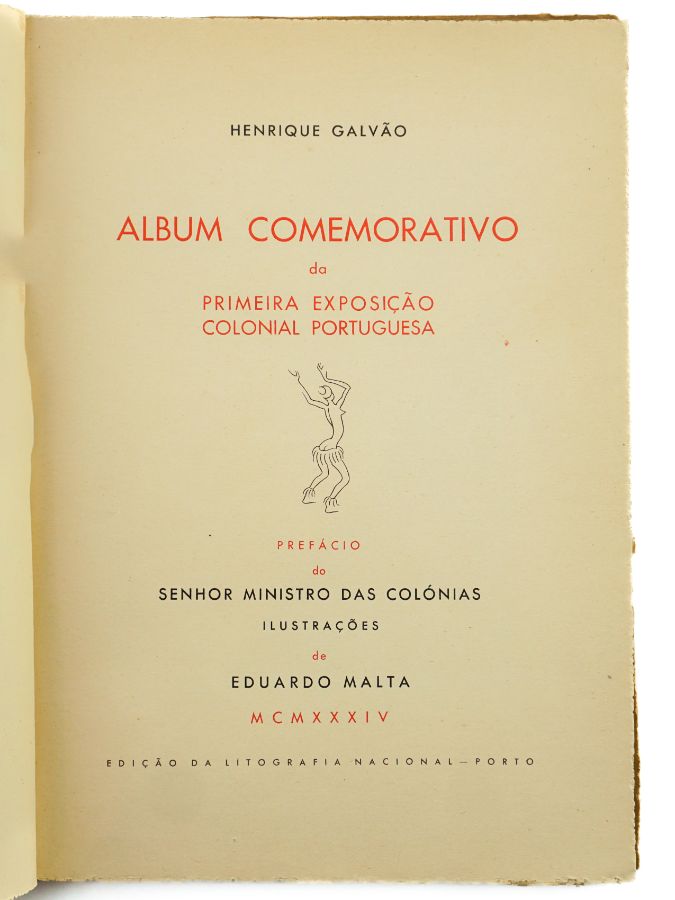 HENRIQUE GALVÃO
ALBUM COMEMORATIVO
da
PRIMEIRA EXPOSIÇÃO
COLONIAL PORTUGUESA
PREFÁCIO
do
SENHOR MINISTRO DAS COLÓNIAS
ILUSTRAÇÕES
de
EDUARDO MALTA
MCMXXXIV
EDIÇÃO DA LITOGRAFIA NACIONAL — PORTO